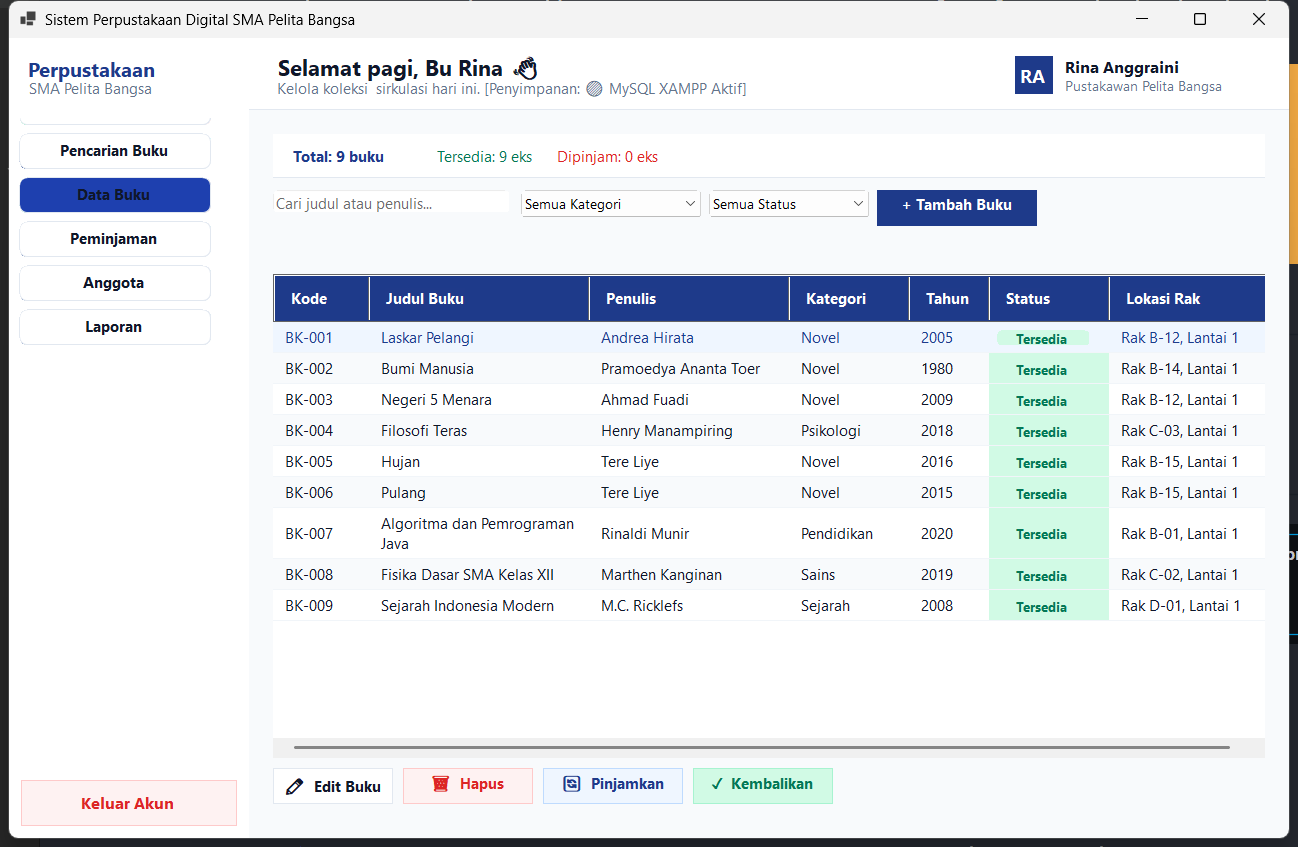 Sistem Perpustakaan Digital SMA Pelita Bangsa
Perpustakaan
SMA Pelita Bangsa
Selamat pagi, Bu Rina
Kelola koleksi sirkulasi hari ini. [Penyimpanan: MySQL XAMPP Aktif]
RA
Rina Anggraini
Pustakawan Pelita Bangsa
Pencarian Buku
Data Buku
Peminjaman
Anggota
Laporan
Keluar Akun
Total: 9 buku Tersedia: 9 eks Dipinjam: 0 eks
Cari judul atau penulis... Semua Kategori Semua Status + Tambah Buku
Kode Judul Buku Penulis Kategori Tahun Status Lokasi Rak
BK-001 Laskar Pelangi Andrea Hirata Novel 2005 Tersedia Rak B-12, Lantai 1
BK-002 Bumi Manusia Pramoedya Ananta Toer Novel 1980 Tersedia Rak B-14, Lantai 1
BK-003 Negeri 5 Menara Ahmad Fuadi Novel 2009 Tersedia Rak B-12, Lantai 1
BK-004 Filosofi Teras Henry Manampiring Psikologi 2018 Tersedia Rak C-03, Lantai 1
BK-005 Hujan Tere Liye Novel 2016 Tersedia Rak B-15, Lantai 1
BK-006 Pulang Tere Liye Novel 2015 Tersedia Rak B-15, Lantai 1
BK-007 Algoritma dan Pemrograman Java Rinaldi Munir Pendidikan 2020 Tersedia Rak B-01, Lantai 1
BK-008 Fisika Dasar SMA Kelas XII Marthen Kanginan Sains 2019 Tersedia Rak C-02, Lantai 1
BK-009 Sejarah Indonesia Modern M.C. Ricklefs Sejarah 2008 Tersedia Rak D-01, Lantai 1
Edit Buku Hapus Pinjamkan ✓ Kembalikan